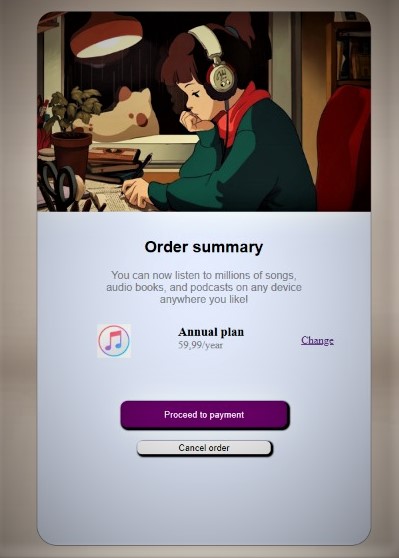 Order summary
You can now listen to millions of songs,
audio books, and podcasts on any device
anywhere you like!
Annual plan
59,99/year
Change
Proceed to payment
Cancel order